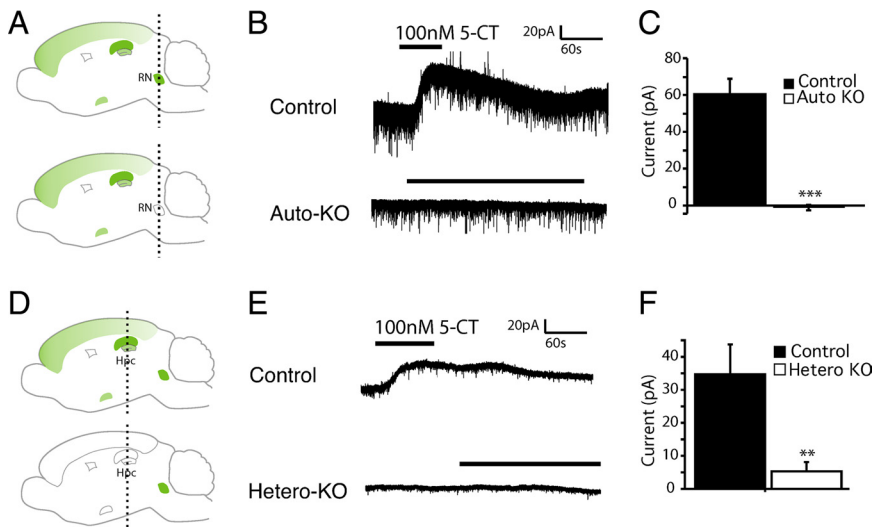 A
RN
RN
B
100nM 5-CT
20pA
60s
Control
Auto-KO
C
Current (pA)
80
60
40
20
0
Control
Auto KO
***
D
Hpc
Hpc
E
100nM 5-CT
20pA
60s
Control
Hetero-KO
F
Current (pA)
40
30
20
10
0
Control
Hetero KO
**